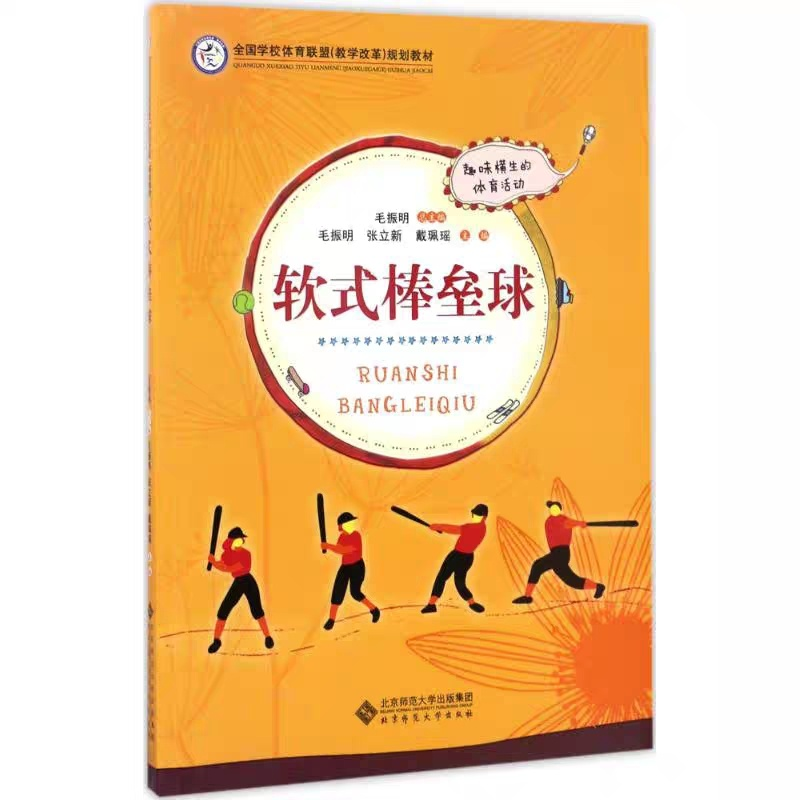 全国学校体育联盟(教学改革)规划教材
QUANGUO XUEXIAO TIYU LIANMENG (JIAOXUEGAIGE) GUIHUA JIAOCAI
趣味横生的
体育活动
毛振明 总主编
毛振明 张立新 戴珮瑶 主编
软式棒垒球
RUANSHI
BANGLEIQIU
北京师范大学出版集团
BEIJING NORMAL UNIVERSITY PUBLISHING GROUP
北京师范大学出版社